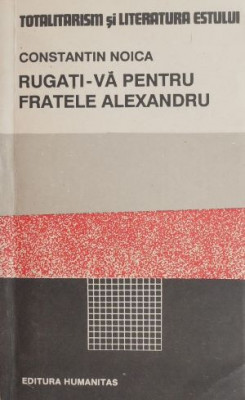 TOTALITARISM şi LITERATURA ESTULUI
CONSTANTIN NOICA
RUGAŢI-VĂ PENTRU
FRATELE ALEXANDRU
EDITURA HUMANITAS